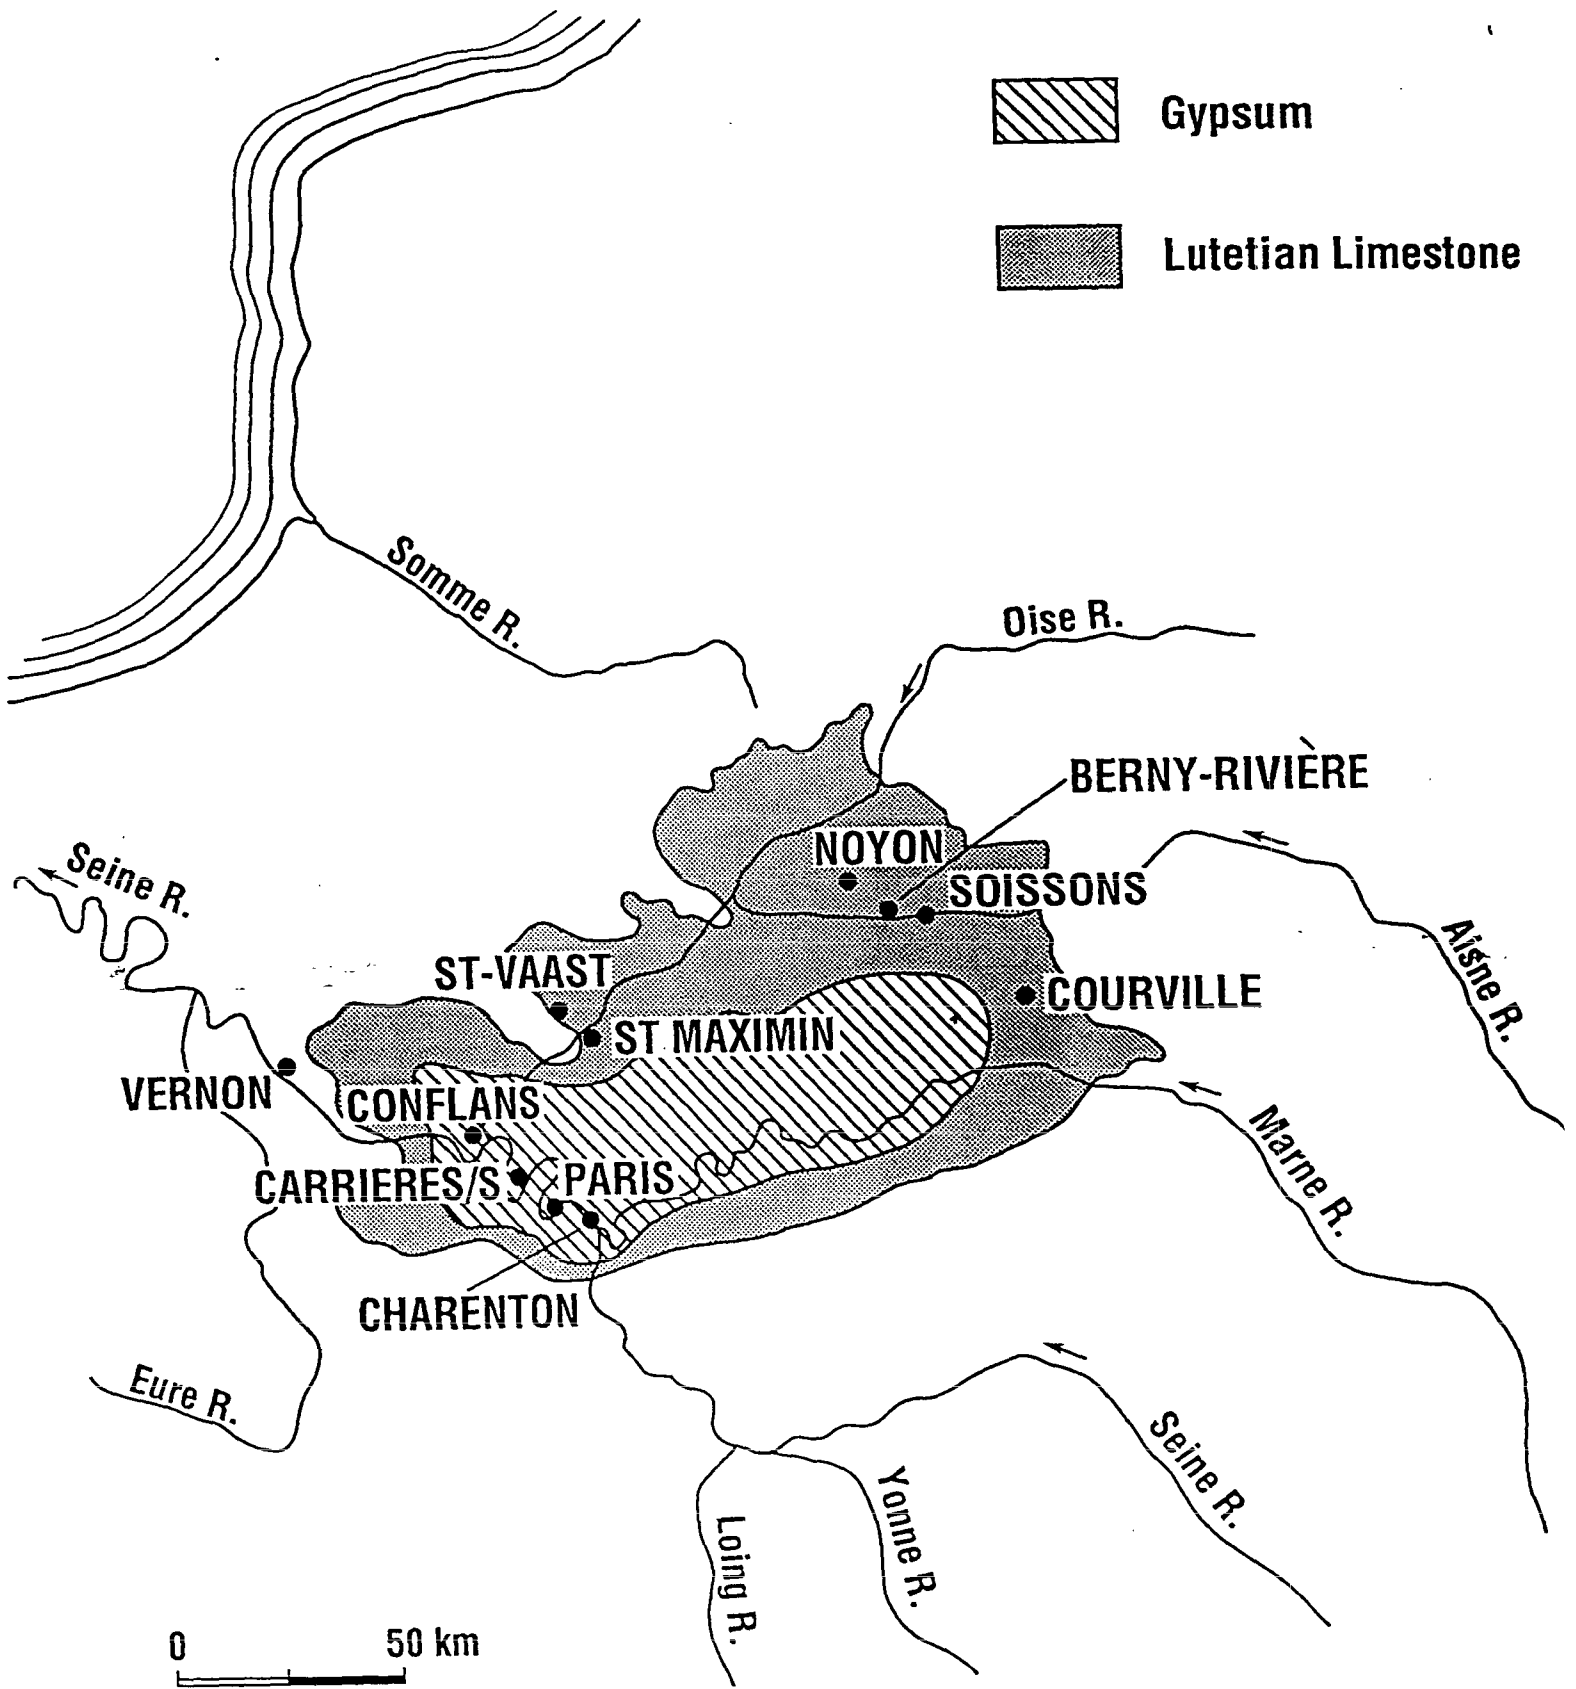 Gypsum
Lutetian Limestone
Somme R.
Oise R.
BERNY-RIVIÈRE
NOYON
SOISSONS
Seine R.
Aisne R.
ST-VAAST
COURVILLE
ST MAXIMIN
VERNON
CONFLANS
Marne R.
CARRIERES/S
PARIS
CHARENTON
Eure R.
Seine R.
Yonne R.
Loing R.
0 50 km